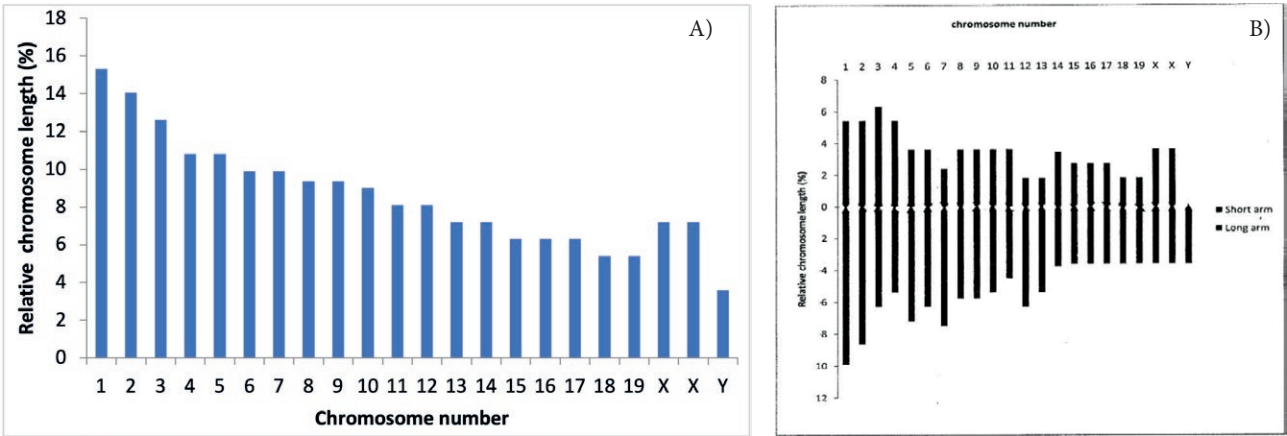 A)
18
16
14
12
10
8
6
4
2
0
Relative chromosome length (%)
1 2 3 4 5 6 7 8 9 10 11 12 13 14 15 16 17 18 19 X X Y
Chromosome number
B)
chromosome number
1 2 3 4 5 6 7 8 9 10 11 12 13 14 15 16 17 18 19 X X Y
8
6
4
2
0
2
4
6
8
10
12
Relative chromosome length (%)
Short arm
Long arm